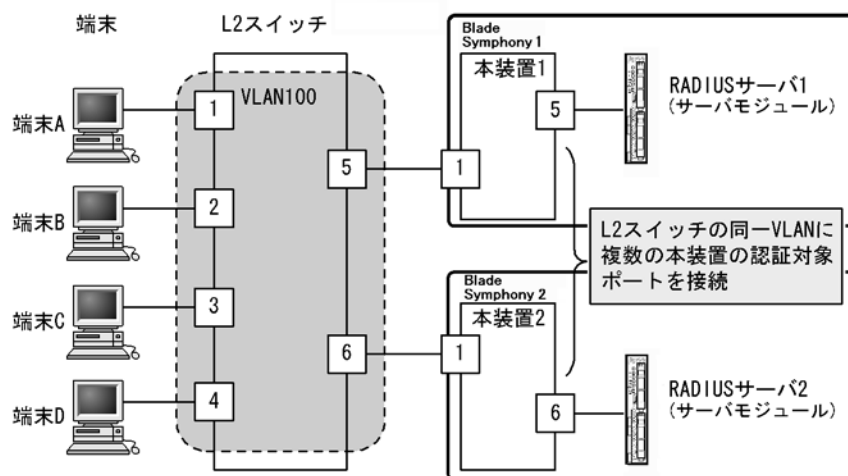 端末
L2スイッチ
Blade
Symphony 1
本装置1
RADIUSサーバ1
(サーバモジュール)
VLAN100
端末A
1
5
5
1
端末B
2
L2スイッチの同一VLANに
複数の本装置の認証対象
ポートを接続
Blade
Symphony 2
本装置2
端末C
3
6
1
端末D
4
6
RADIUSサーバ2
(サーバモジュール)